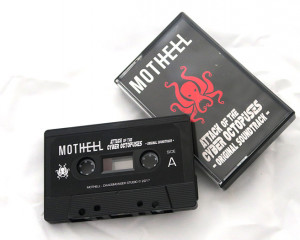 MOTHELL
ATTACK OF THE
CYBER OCTOPUSES
- ORIGINAL SOUNDTRACK -
MOTHELL
ATTACK OF THE
CYBER OCTOPUSES
- ORIGINAL SOUNDTRACK -
SIDE
A